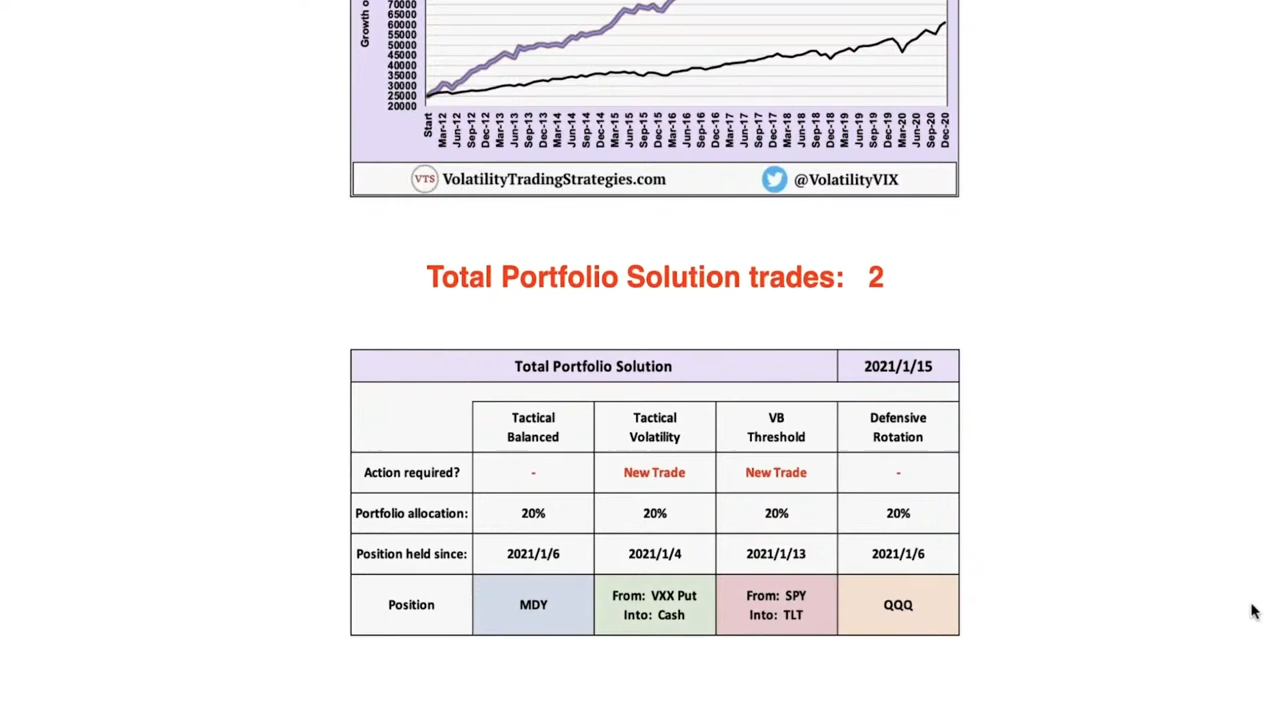 Growth o
70000
60000
55000
50000
45000
40000
35000
30000
25000
20000
Start
Mar-12
Jun-12
Sep-12
Dec-12
Mar-13
Jun-13
Sep-13
Dec-13
Mar-14
Jun-14
Sep-14
Dec-14
Mar-15
Jun-15
Sep-15
Dec-15
Mar-16
Jun-16
Sep-16
Dec-16
Mar-17
Jun-17
Sep-17
Dec-17
Mar-18
Jun-18
Sep-18
Dec-18
Mar-19
Jun-19
Sep-19
Dec-19
Mar-20
Jun-20
Sep-20
Dec-20
VTS VolatilityTradingStrategies.com @VolatilityVIX
Total Portfolio Solution trades: 2
Total Portfolio Solution 2021/1/15
Tactical Tactical VB Defensive
Balanced Volatility Threshold Rotation
Action required? - New Trade New Trade -
Portfolio allocation: 20% 20% 20% 20%
Position held since: 2021/1/6 2021/1/4 2021/1/13 2021/1/6
Position MDY From: VXX Put From: SPY QQQ
Into: Cash Into: TLT